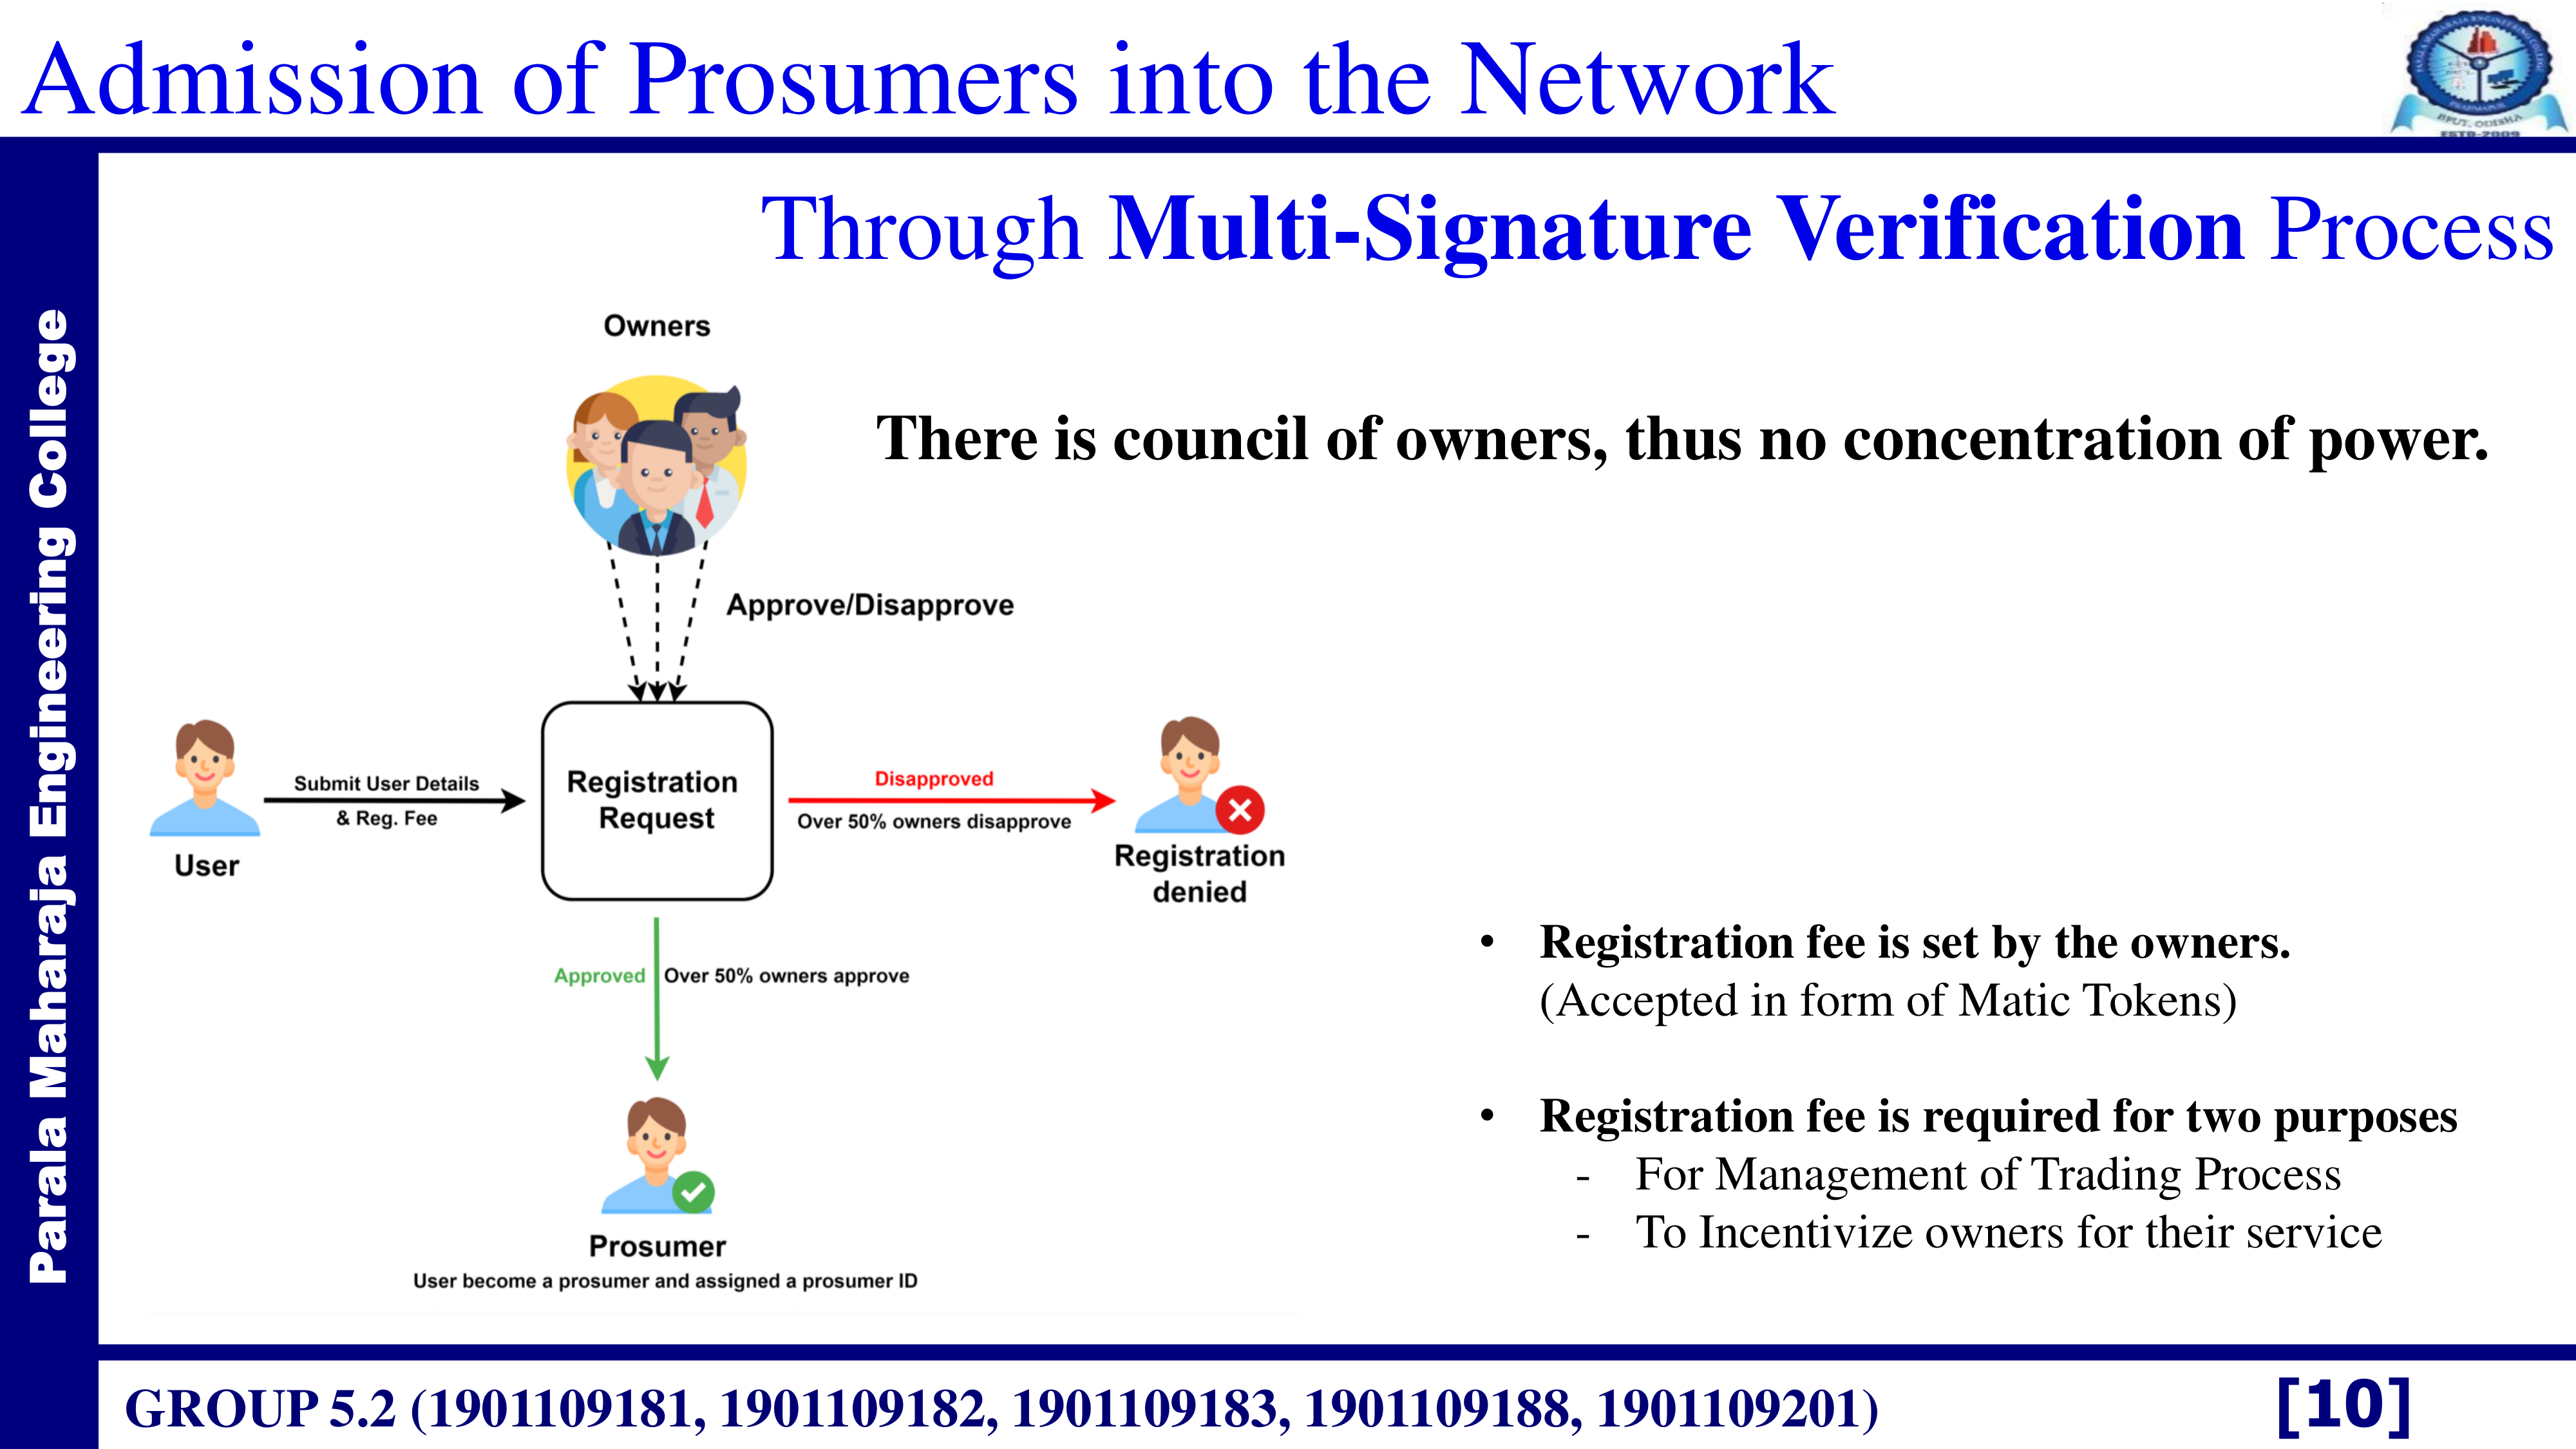 Admission of Prosumers into the Network
BPUT, ODISHA
ESTD-2009
Through Multi-Signature Verification Process
Parala Maharaja Engineering College
Owners
There is council of owners, thus no concentration of power.
Approve/Disapprove
Submit User Details
& Reg. Fee
User
Registration
Request
Disapproved
Over 50% owners disapprove
Registration
denied
Approved
Over 50% owners approve
Prosumer
User become a prosumer and assigned a prosumer ID
• Registration fee is set by the owners.
(Accepted in form of Matic Tokens)
• Registration fee is required for two purposes
- For Management of Trading Process
- To Incentivize owners for their service
GROUP 5.2 (1901109181, 1901109182, 1901109183, 1901109188, 1901109201)
[10]